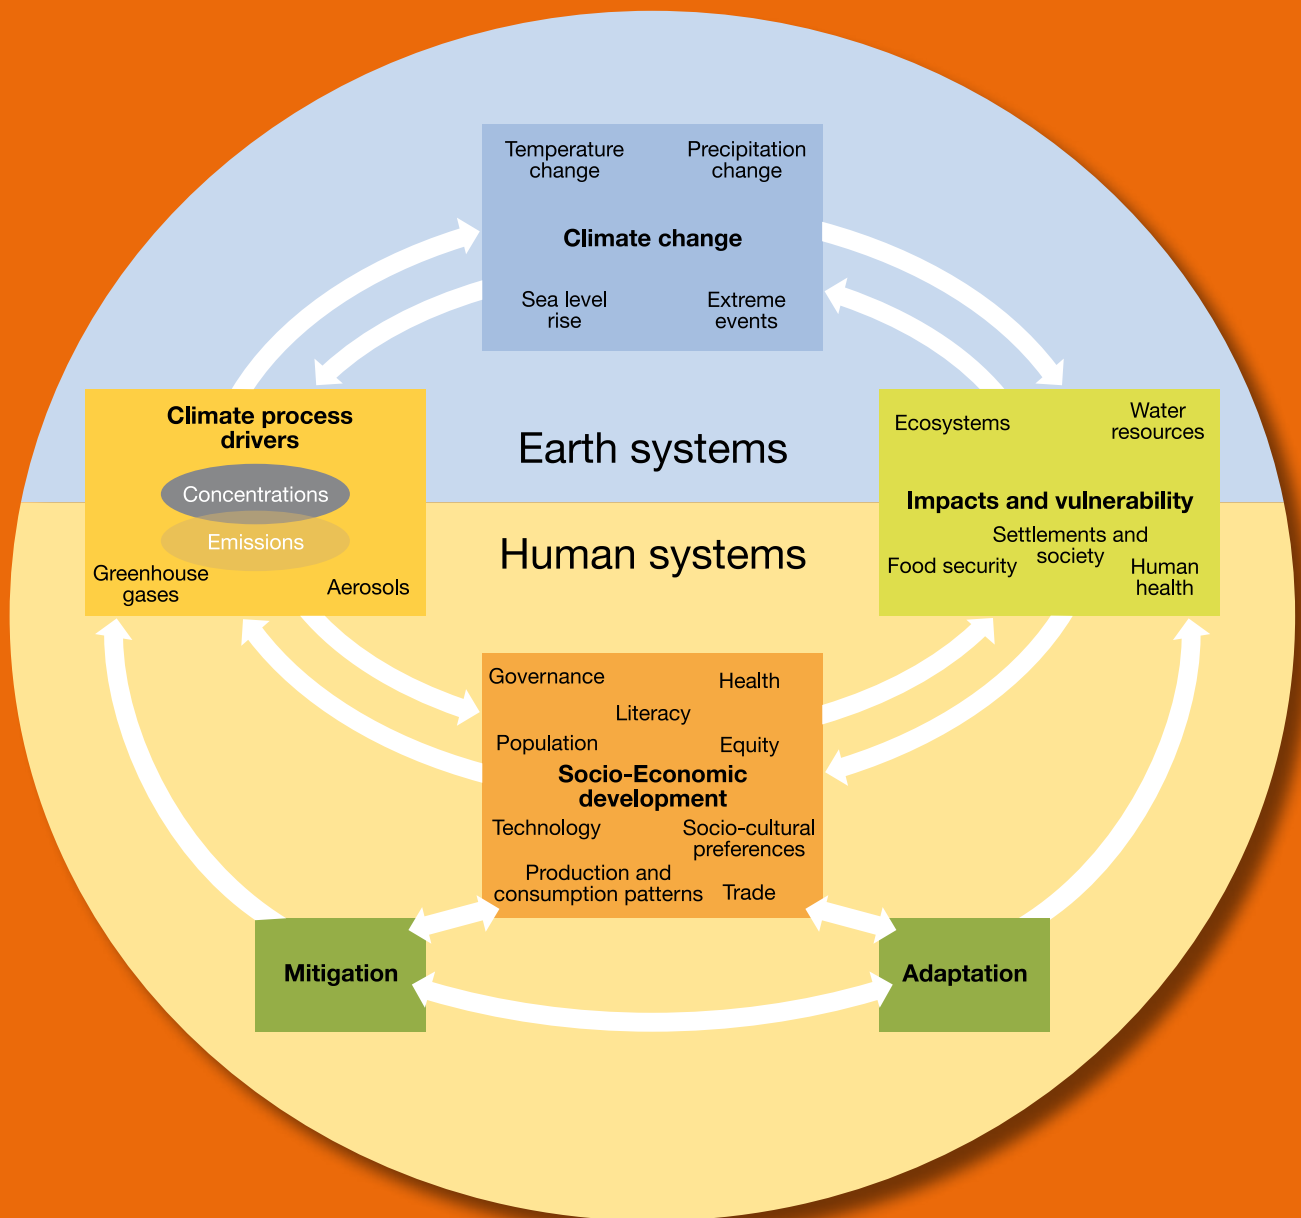 Temperature
change
Precipitation
change
Climate change
Sea level
rise
Extreme
events
Climate process
drivers
Concentrations
Emissions
Greenhouse
gases
Aerosols
Earth systems
Human systems
Ecosystems
Water
resources
Impacts and vulnerability
Settlements and
society
Food security
Human
health
Governance
Health
Literacy
Population
Equity
Socio-Economic
development
Technology
Socio-cultural
preferences
Production and
consumption patterns
Trade
Mitigation
Adaptation